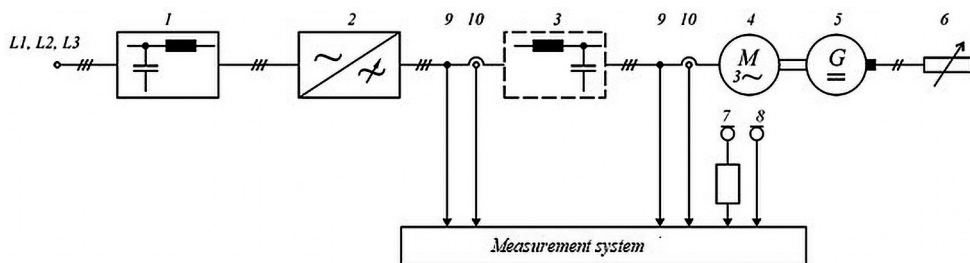 1 2 9 10 3 9 10 4 5 6
L1, L2, L3
M
3~
G
7 8
Measurement system